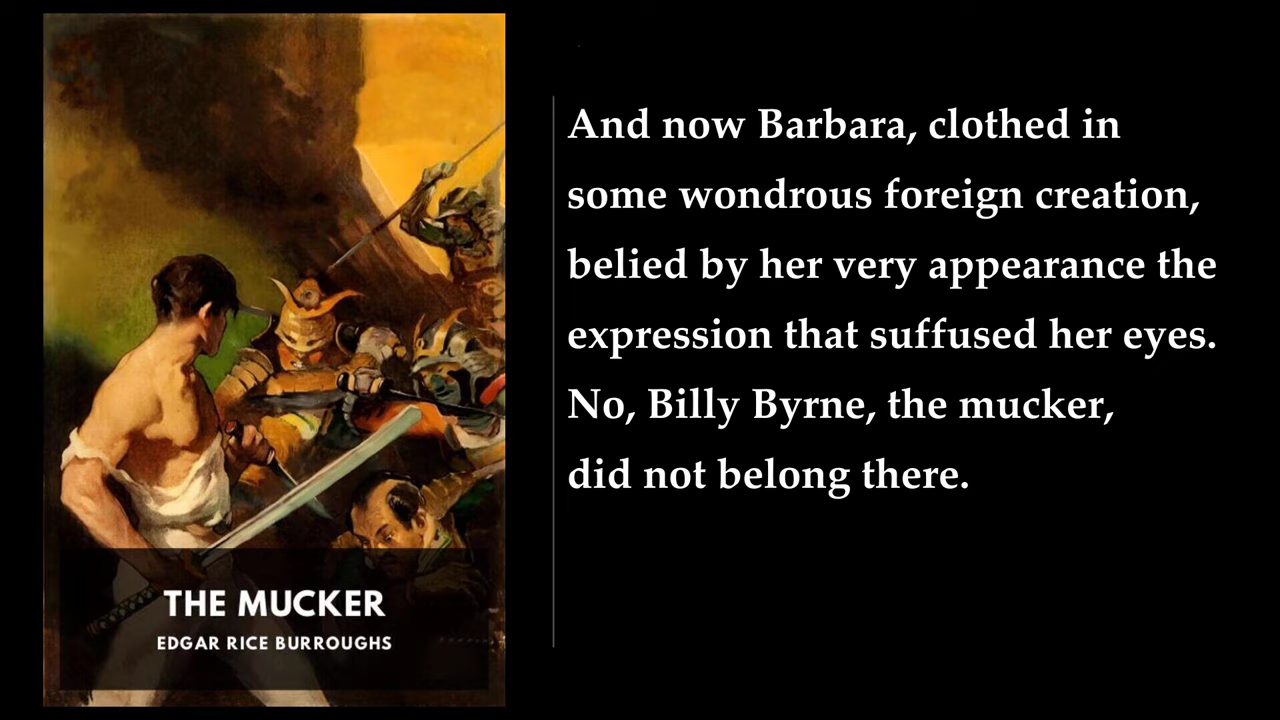 THE MUCKER
EDGAR RICE BURROUGHS
And now Barbara, clothed in
some wondrous foreign creation,
belied by her very appearance the
expression that suffused her eyes.
No, Billy Byrne, the mucker,
did not belong there.